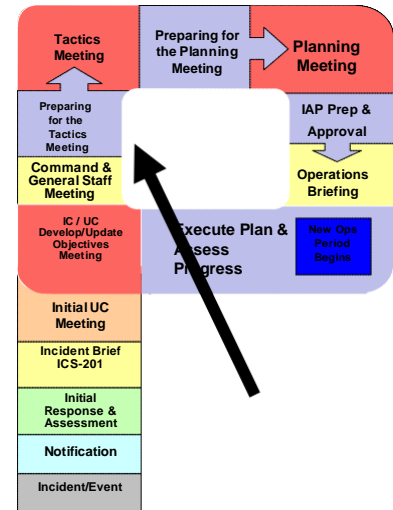 Tactics
Meeting
Preparing for
the Planning
Meeting
Planning
Meeting
Preparing
for the
Tactics
Meeting
IAP Prep &
Approval
Command &
General Staff
Meeting
Operations
Briefing
IC / UC
Develop/Update
Objectives
Meeting
Execute Plan &
Assess
Progress
New Ops
Period
Begins
Initial UC
Meeting
Incident Brief
ICS-201
Initial
Response &
Assessment
Notification
Incident/Event